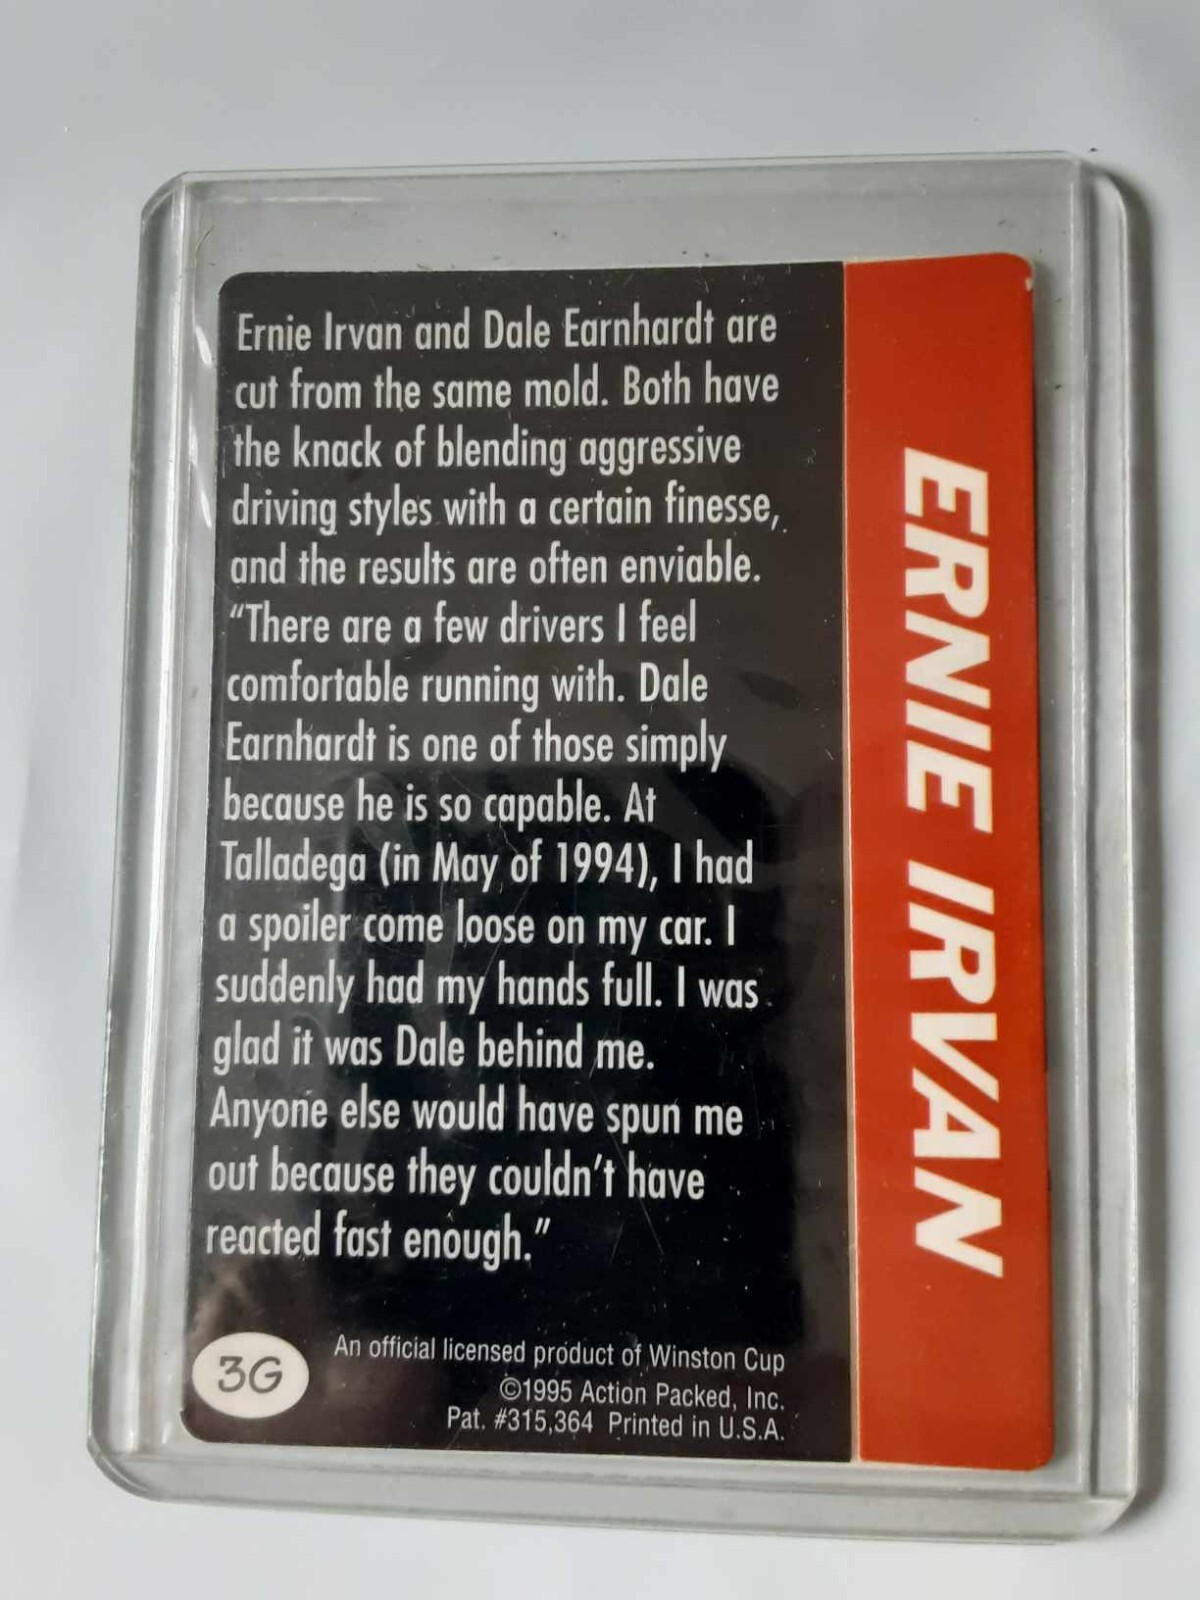 Ernie Irvan and Dale Earnhardt are
cut from the same mold. Both have
the knack of blending aggressive
driving styles with a certain finesse,
and the results are often enviable.
“There are a few drivers I feel
comfortable running with. Dale
Earnhardt is one of those simply
because he is so capable. At
Talladega (in May of 1994), I had
a spoiler come loose on my car. I
suddenly had my hands full. I was
glad it was Dale behind me.
Anyone else would have spun me
out because they couldn’t have
reacted fast enough.”
3G
An official licensed product of Winston Cup
©1995 Action Packed, Inc.
Pat. #315,364 Printed in U.S.A.
ERNIE IRVAN